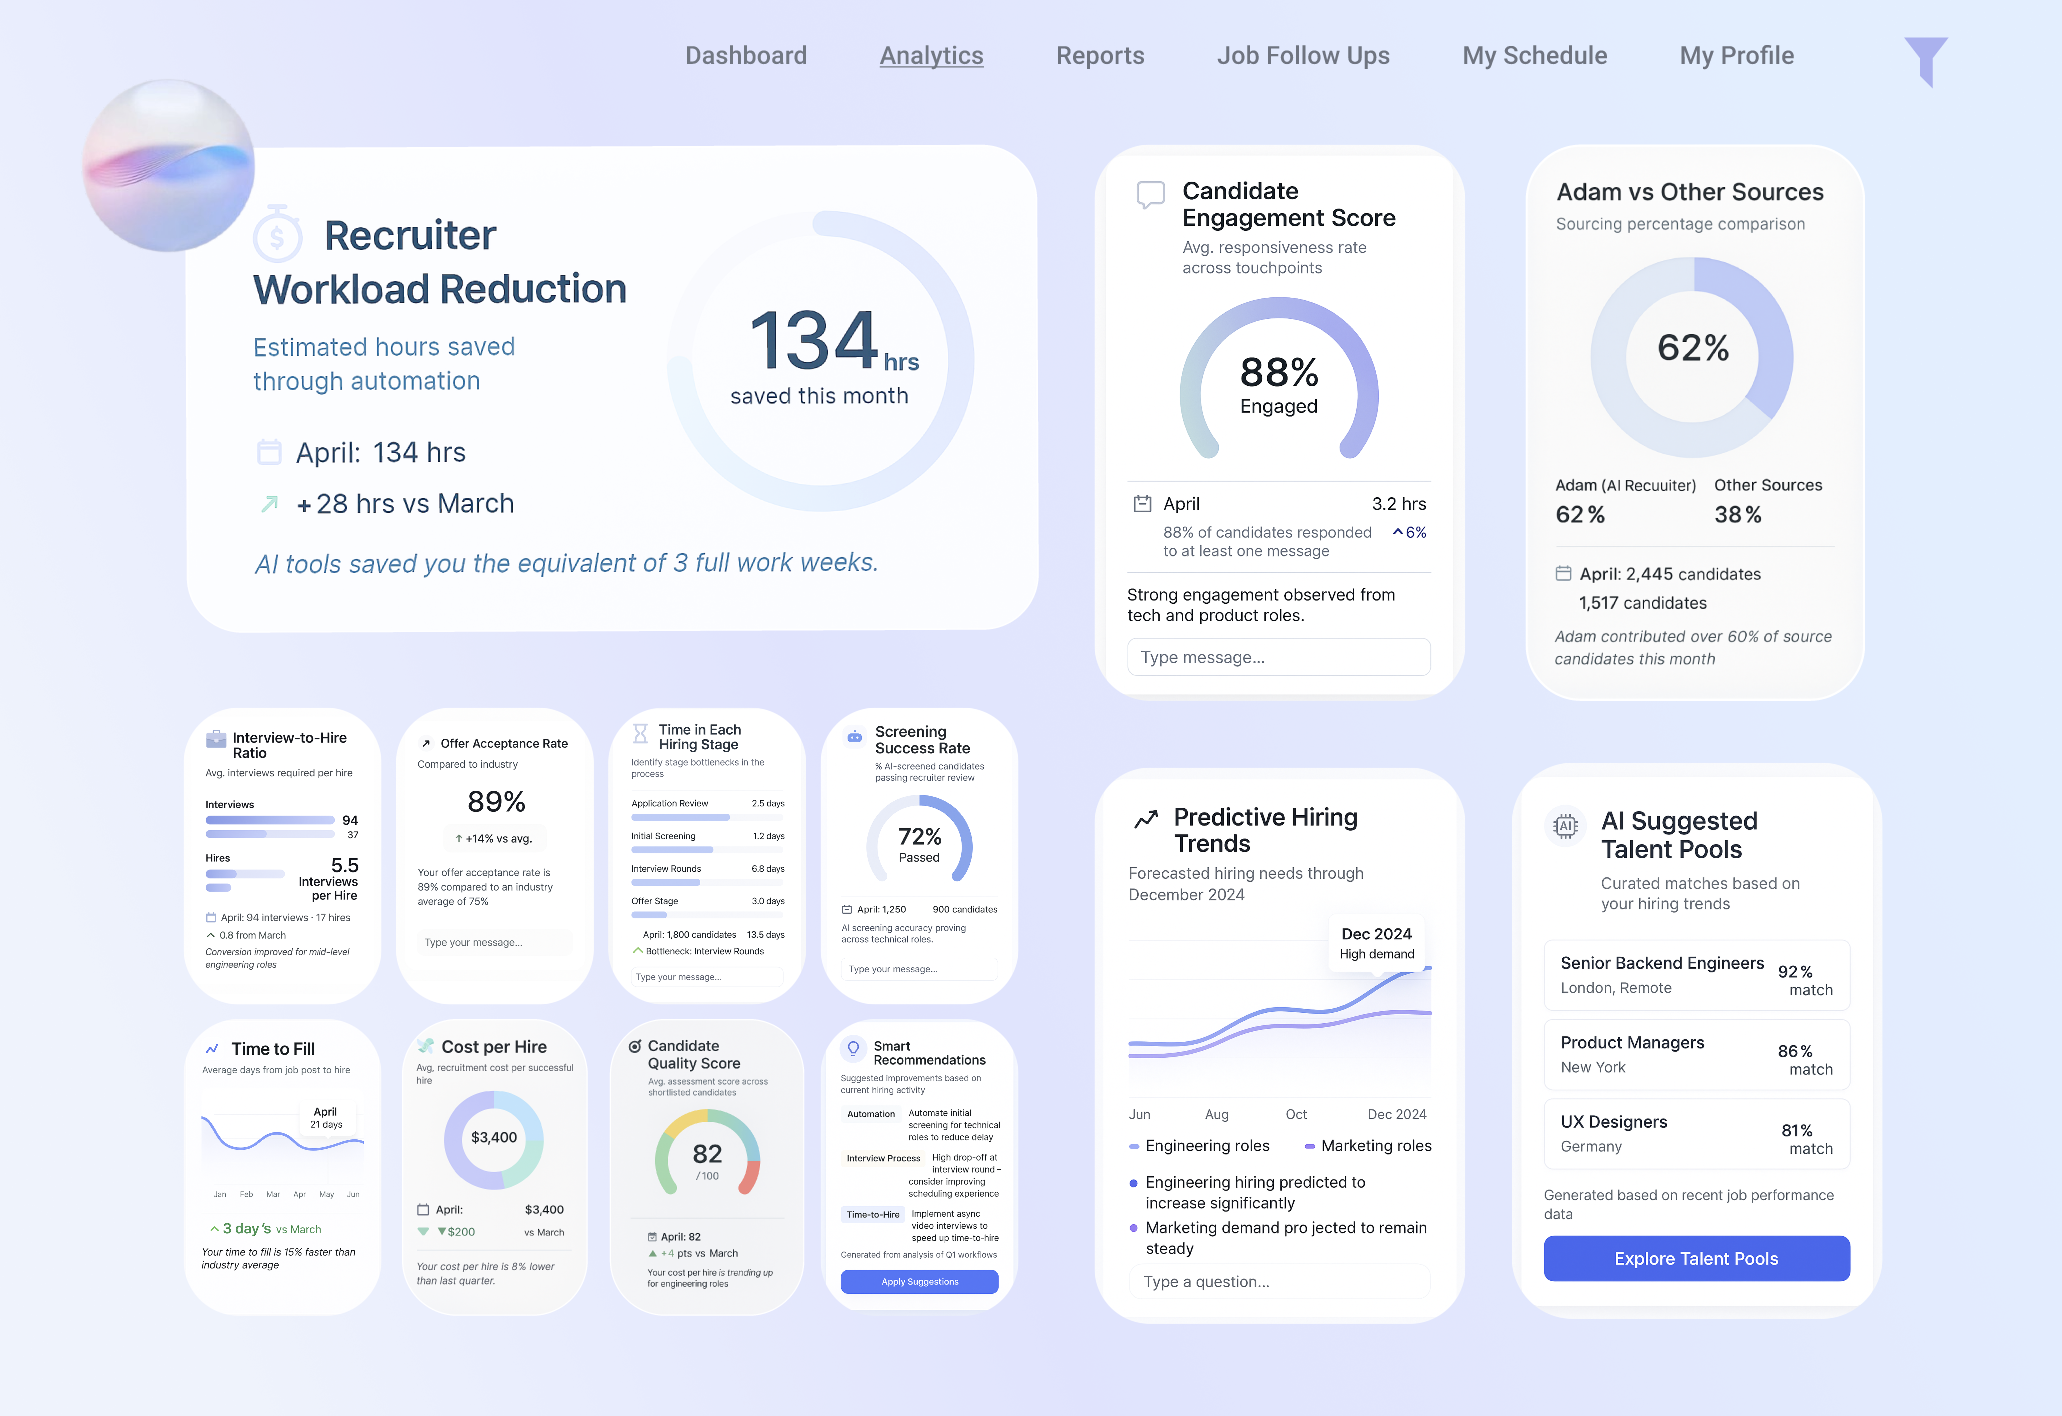 Dashboard
Analytics
Reports
Job Follow Ups
My Schedule
My Profile
$ Recruiter
Workload Reduction
Estimated hours saved
through automation
April: 134 hrs
+28 hrs vs March
AI tools saved you the equivalent of 3 full work weeks.
134 hrs
saved this month
Candidate
Engagement Score
Avg. responsiveness rate
across touchpoints
88%
Engaged
April 3.2 hrs
88% of candidates responded 6%
to at least one message
Strong engagement observed from
tech and product roles.
Type message...
Adam vs Other Sources
Sourcing percentage comparison
62%
Adam (AI Recuuiter) Other Sources
62% 38%
April: 2,445 candidates
1,517 candidates
Adam contributed over 60% of source
candidates this month
Interview-to-Hire
Ratio
Avg. interviews required per hire
Interviews
94
37
Hires
5.5
Interviews
per Hire
April: 94 interviews · 17 hires
0.8 from March
Conversion improved for mid-level
engineering roles
Offer Acceptance Rate
Compared to industry
89%
↑ +14% vs avg.
Your offer acceptance rate is
89% compared to an industry
average of 75%
Type your message...
Time in Each
Hiring Stage
Identify stage bottlenecks in the
process
Application Review 2.5 days
Initial Screening 1.2 days
Interview Rounds 6.8 days
Offer Stage 3.0 days
April: 1,800 candidates 13.5 days
Bottleneck: Interview Rounds
Type your message...
Screening
Success Rate
% AI-screened candidates
passing recruiter review
72%
Passed
April: 1,250 900 candidates
AI screening accuracy proving
across technical roles.
Type your message...
Time to Fill
Average days from job post to hire
April
21 days
Jan Feb Mar Apr May Jun
3 day's vs March
Your time to fill is 15% faster than
industry average
Cost per Hire
Avg, recruitment cost per successful
hire
$3,400
April: $3,400
▼$200 vs March
Your cost per hire is 8% lower
than last quarter.
Candidate
Quality Score
Avg. assessment score across
shortlisted candidates
82
/100
April: 82
▲ +4 pts vs March
Your cost per hire is trending up
for engineering roles
Smart
Recommendations
Suggested improvements based on
current hiring activity
Automation Automate initial
screening for technical
roles to reduce delay
Interview Process High drop-off at
interview round –
consider improving
scheduling experience
Time-to-Hire Implement async
video interviews to
speed up time-to-hire
Generated from analysis of Q1 workflows
Apply Suggestions
Predictive Hiring
Trends
Forecasted hiring needs through
December 2024
Dec 2024
High demand
Jun Aug Oct Dec 2024
Engineering roles Marketing roles
Engineering hiring predicted to
increase significantly
Marketing demand pro jected to remain
steady
Type a question...
AI
AI Suggested
Talent Pools
Curated matches based on
your hiring trends
Senior Backend Engineers 92%
London, Remote match
Product Managers 86%
New York match
UX Designers 81%
Germany match
Generated based on recent job performance
data
Explore Talent Pools